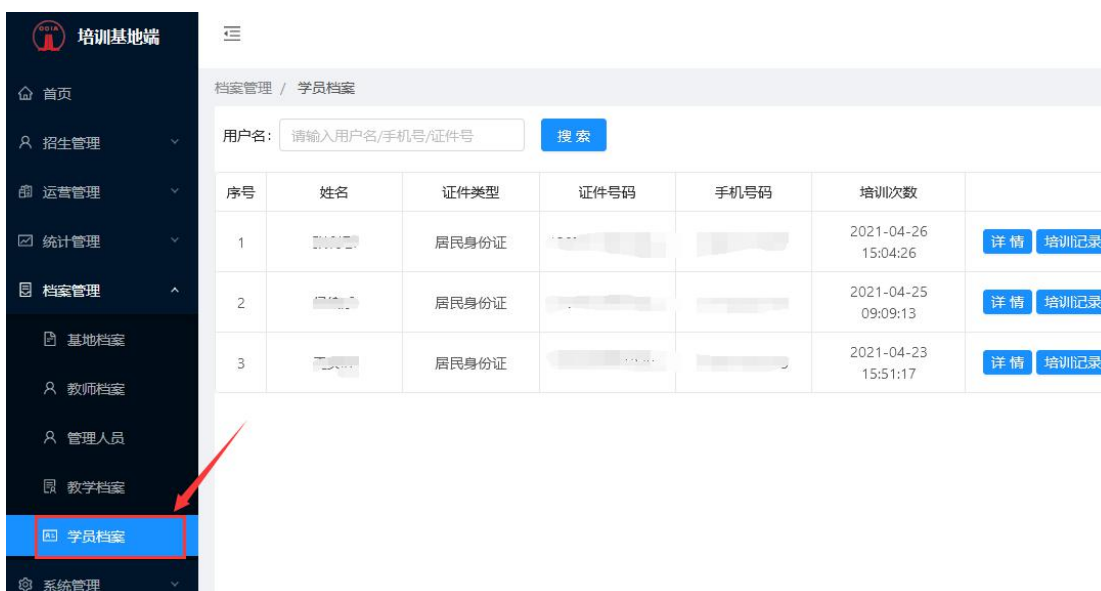 培训基地端
首页
招生管理
运营管理
统计管理
档案管理
基地档案
教师档案
管理人员
教学档案
学员档案
系统管理
档案管理 / 学员档案
用户名: 请输入用户名/手机号/证件号 搜 索
序号 姓名 证件类型 证件号码 手机号码 培训次数
1 居民身份证 2021-04-26 15:04:26 详 情 培训记录
2 居民身份证 2021-04-25 09:09:13 详 情 培训记录
3 居民身份证 2021-04-23 15:51:17 详 情 培训记录